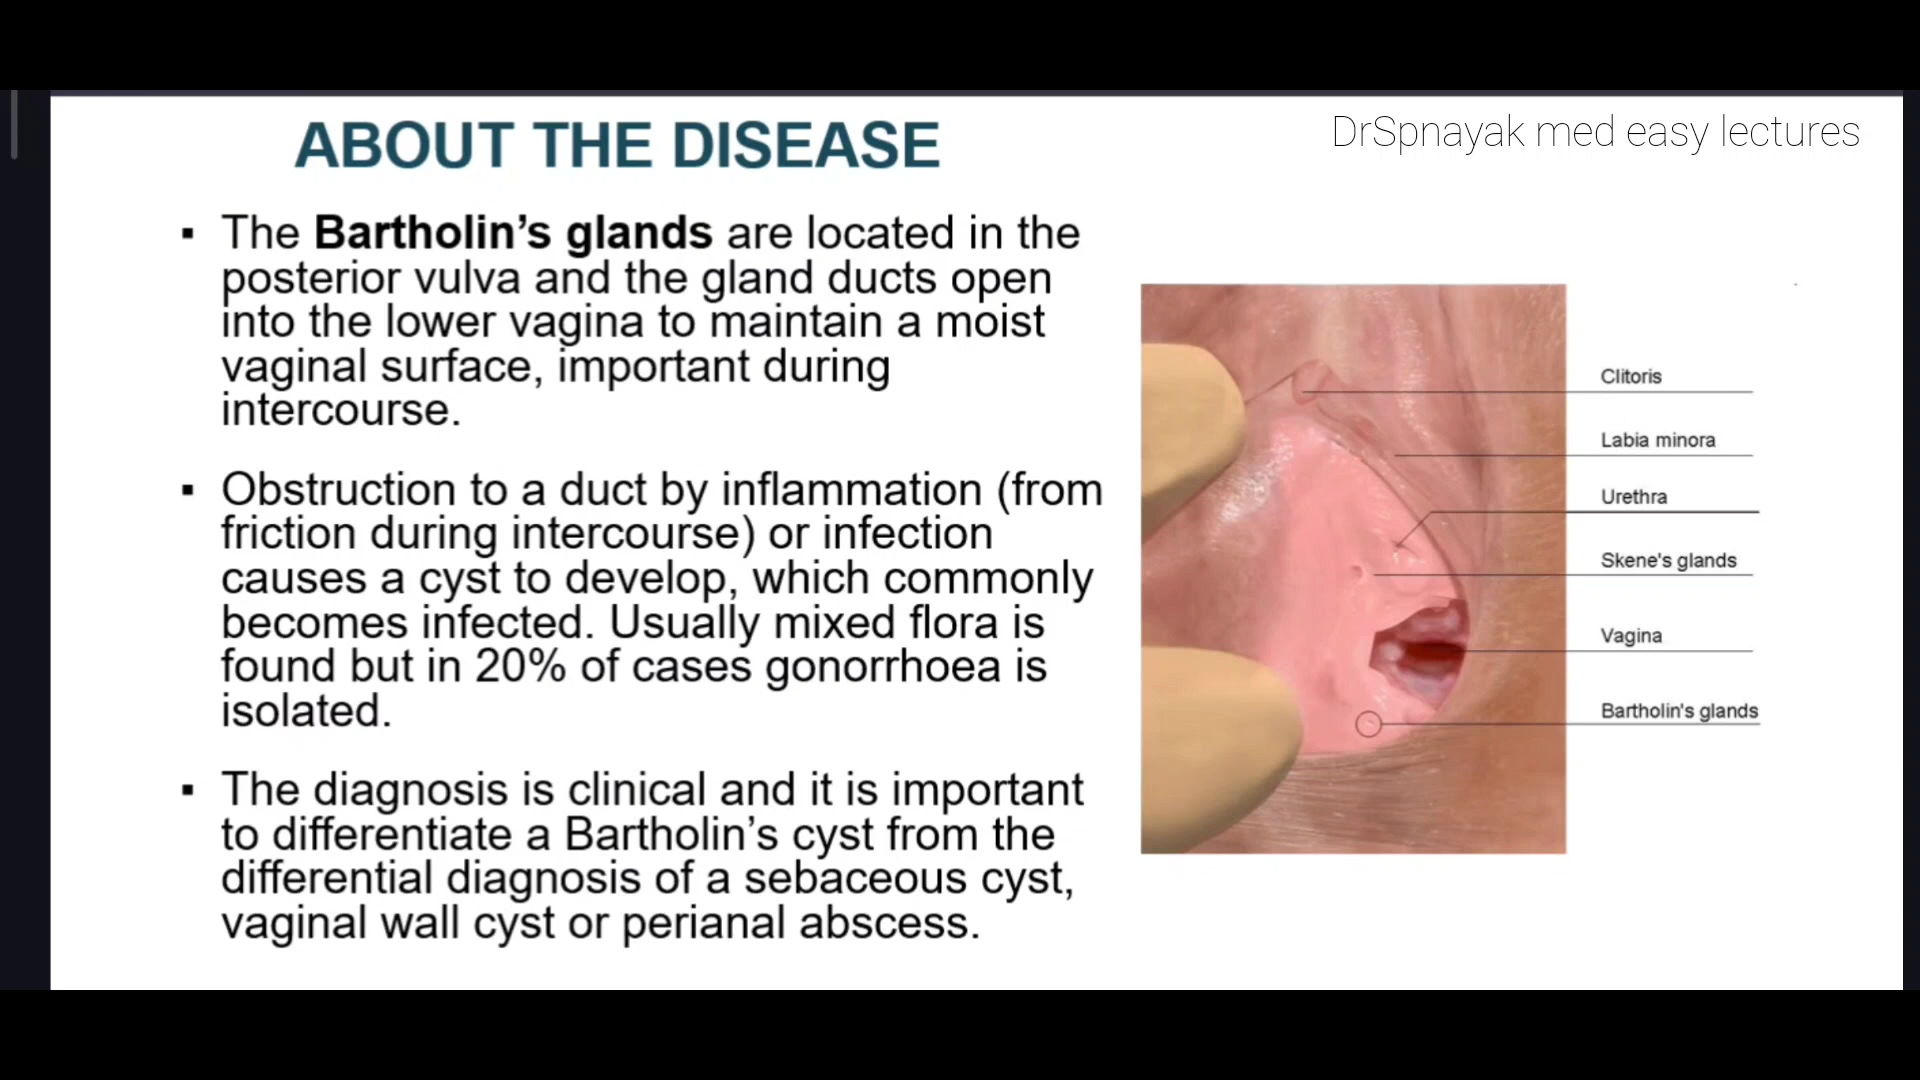 ABOUT THE DISEASE
DrSpnayak med easy lectures
▪ The Bartholin’s glands are located in the
posterior vulva and the gland ducts open
into the lower vagina to maintain a moist
vaginal surface, important during
intercourse.
▪ Obstruction to a duct by inflammation (from
friction during intercourse) or infection
causes a cyst to develop, which commonly
becomes infected. Usually mixed flora is
found but in 20% of cases gonorrhoea is
isolated.
▪ The diagnosis is clinical and it is important
to differentiate a Bartholin’s cyst from the
differential diagnosis of a sebaceous cyst,
vaginal wall cyst or perianal abscess.
Clitoris
Labia minora
Urethra
Skene's glands
Vagina
Bartholin's glands